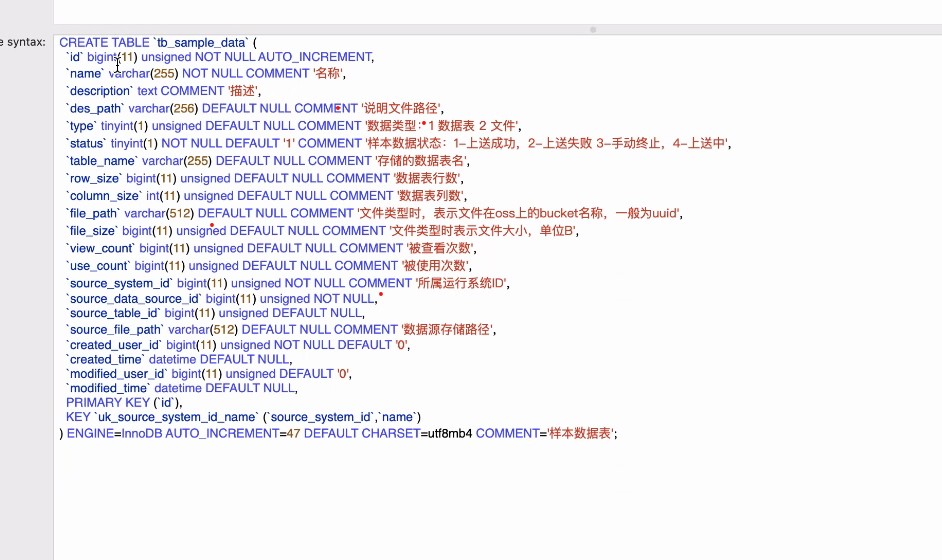 e syntax:
CREATE TABLE `tb_sample_data` (
`id` bigint(11) unsigned NOT NULL AUTO_INCREMENT,
`name` varchar(255) NOT NULL COMMENT '名称',
`description` text COMMENT '描述',
`des_path` varchar(256) DEFAULT NULL COMMENT '说明文件路径',
`type` tinyint(1) unsigned DEFAULT NULL COMMENT '数据类型：1 数据表 2 文件',
`status` tinyint(1) NOT NULL DEFAULT '1' COMMENT '样本数据状态：1-上送成功，2-上送失败 3-手动终止，4-上送中',
`table_name` varchar(255) DEFAULT NULL COMMENT '存储的数据表名',
`row_size` bigint(11) unsigned DEFAULT NULL COMMENT '数据表行数',
`column_size` int(11) unsigned DEFAULT NULL COMMENT '数据表列数',
`file_path` varchar(512) DEFAULT NULL COMMENT '文件类型时，表示文件在oss上的bucket名称，一般为uuid',
`file_size` bigint(11) unsigned DEFAULT NULL COMMENT '文件类型时表示文件大小，单位B',
`view_count` bigint(11) unsigned DEFAULT NULL COMMENT '被查看次数',
`use_count` bigint(11) unsigned DEFAULT NULL COMMENT '被使用次数',
`source_system_id` bigint(11) unsigned NOT NULL COMMENT '所属运行系统ID',
`source_data_source_id` bigint(11) unsigned NOT NULL,
`source_table_id` bigint(11) unsigned DEFAULT NULL,
`source_file_path` varchar(512) DEFAULT NULL COMMENT '数据源存储路径',
`created_user_id` bigint(11) unsigned NOT NULL DEFAULT '0',
`created_time` datetime DEFAULT NULL,
`modified_user_id` bigint(11) unsigned DEFAULT '0',
`modified_time` datetime DEFAULT NULL,
PRIMARY KEY (`id`),
KEY `uk_source_system_id_name` (`source_system_id`,`name`)
) ENGINE=InnoDB AUTO_INCREMENT=47 DEFAULT CHARSET=utf8mb4 COMMENT='样本数据表';